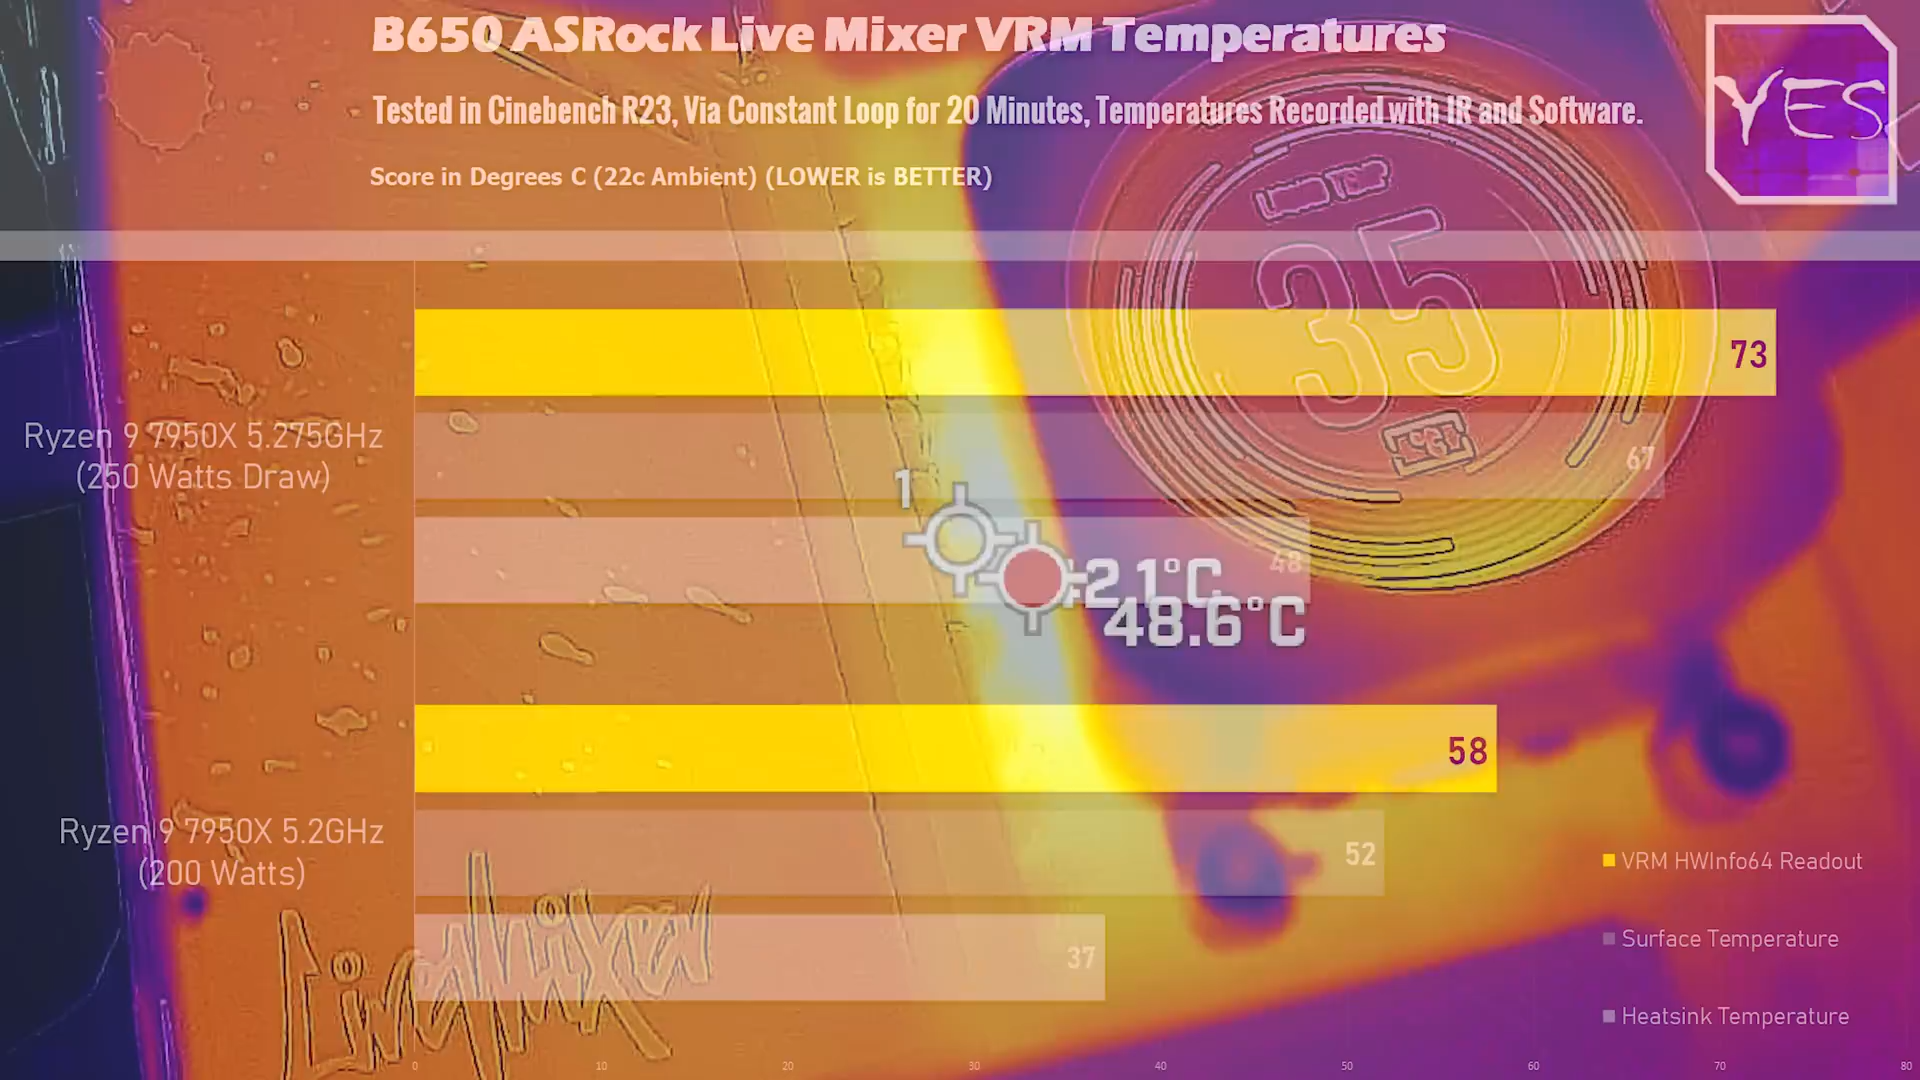 B650 ASRock Live Mixer VRM Temperatures
Tested in Cinebench R23, Via Constant Loop for 20 Minutes, Temperatures Recorded with IR and Software.
Score in Degrees C (22c Ambient) (LOWER is BETTER)
YES
35
73
Ryzen 9 7950X 5.275GHz
(250 Watts Draw)
67
1
48
48.6°C
58
Ryzen 9 7950X 5.2GHz
(200 Watts)
52
37
VRM HWInfo64 Readout
Surface Temperature
Heatsink Temperature
LiveMixer
0 10 20 30 40 50 60 70 80